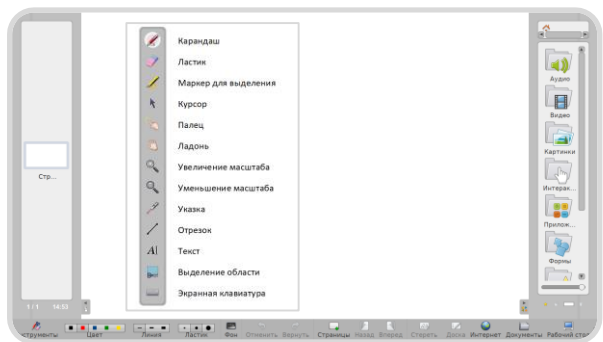 Карандаш
Ластик
Маркер для выделения
Курсор
Палец
Ладонь
Увеличение масштаба
Уменьшение масштаба
Указка
Отрезок
A| Текст
Выделение области
Экранная клавиатура
Стр...
1 / 1 14:53
Аудио
Видео
Картинки
Интерак...
Прилож...
Формы
струменты Цвет Линия Ластик Фон Отменить Вернуть Страницы Назад Вперед Стереть Доска Интернет Документы Рабочий стол